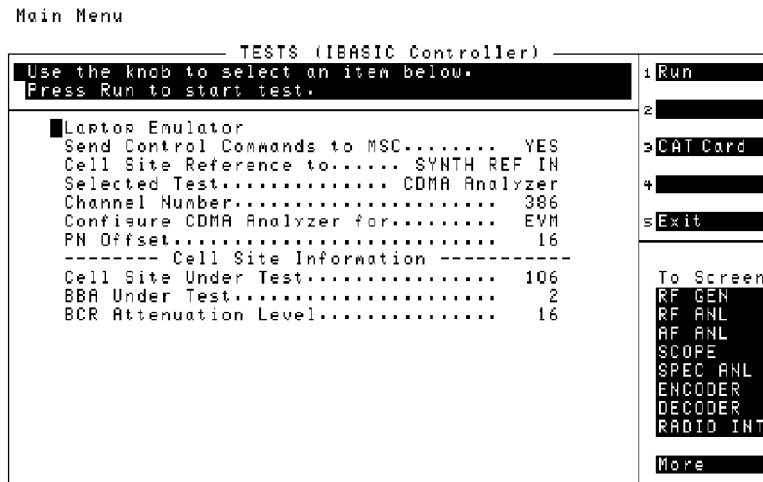 Main Menu
TESTS (IBASIC Controller)
Use the knob to select an item below.
Press Run to start test.
Laptop Emulator
Send Control Commands to MSC........ YES
Cell Site Reference to...... SYNTH REF IN
Selected Test.............. CDMA Analyzer
Channel Number....................... 386
Configure CDMA Analyzer for......... EVM
PN Offset............................ 16
-------- Cell Site Information -----------
Cell Site Under Test................ 106
BBA Under Test....................... 2
BCR Attenuation Level............... 16
1 Run
2
3 CAT Card
4
5 Exit
To Screen
RF GEN
RF ANL
AF ANL
SCOPE
SPEC ANL
ENCODER
DECODER
RADIO INT
More